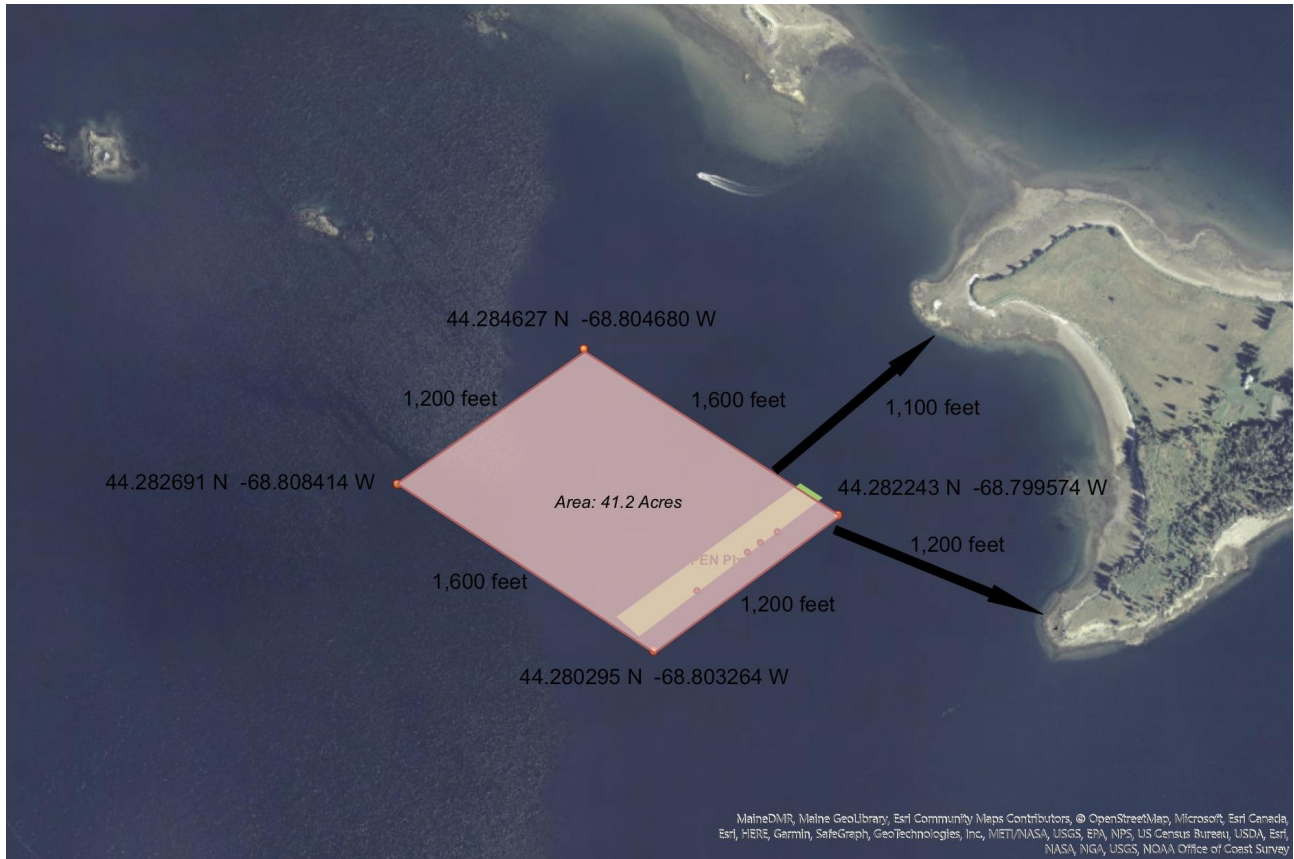 44.284627 N -68.804680 W
1,200 feet
1,600 feet
1,100 feet
44.282691 N -68.808414 W
44.282243 N -68.799574 W
Area: 41.2 Acres
1,200 feet
1,600 feet
1,200 feet
44.280295 N -68.803264 W
MaineDMR, Maine GeoLibrary, Esri Community Maps Contributors, © OpenStreetMap, Microsoft, Esri Canada,
Esri, HERE, Garmin, SafeGraph, GeoTechnologies, Inc, METI/NASA, USGS, EPA, NPS, US Census Bureau, USDA, Esri,
NASA, NGA, USGS, NOAA Office of Coast Survey